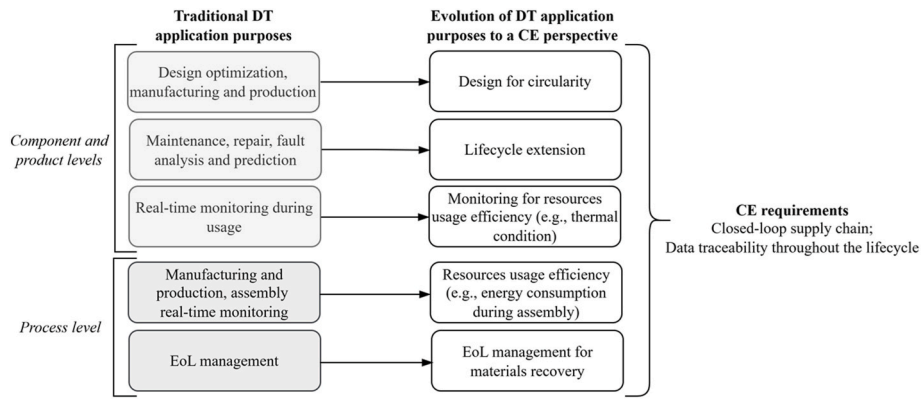 Traditional DT
application purposes
Evolution of DT application
purposes to a CE perspective
Component and
product levels
Design optimization,
manufacturing and production
Design for circularity
Maintenance, repair, fault
analysis and prediction
Lifecycle extension
Real-time monitoring during
usage
Monitoring for resources
usage efficiency (e.g., thermal
condition)
Process level
Manufacturing and
production, assembly
real-time monitoring
Resources usage efficiency
(e.g., energy consumption
during assembly)
EoL management
EoL management for
materials recovery
CE requirements
Closed-loop supply chain;
Data traceability throughout the lifecycle